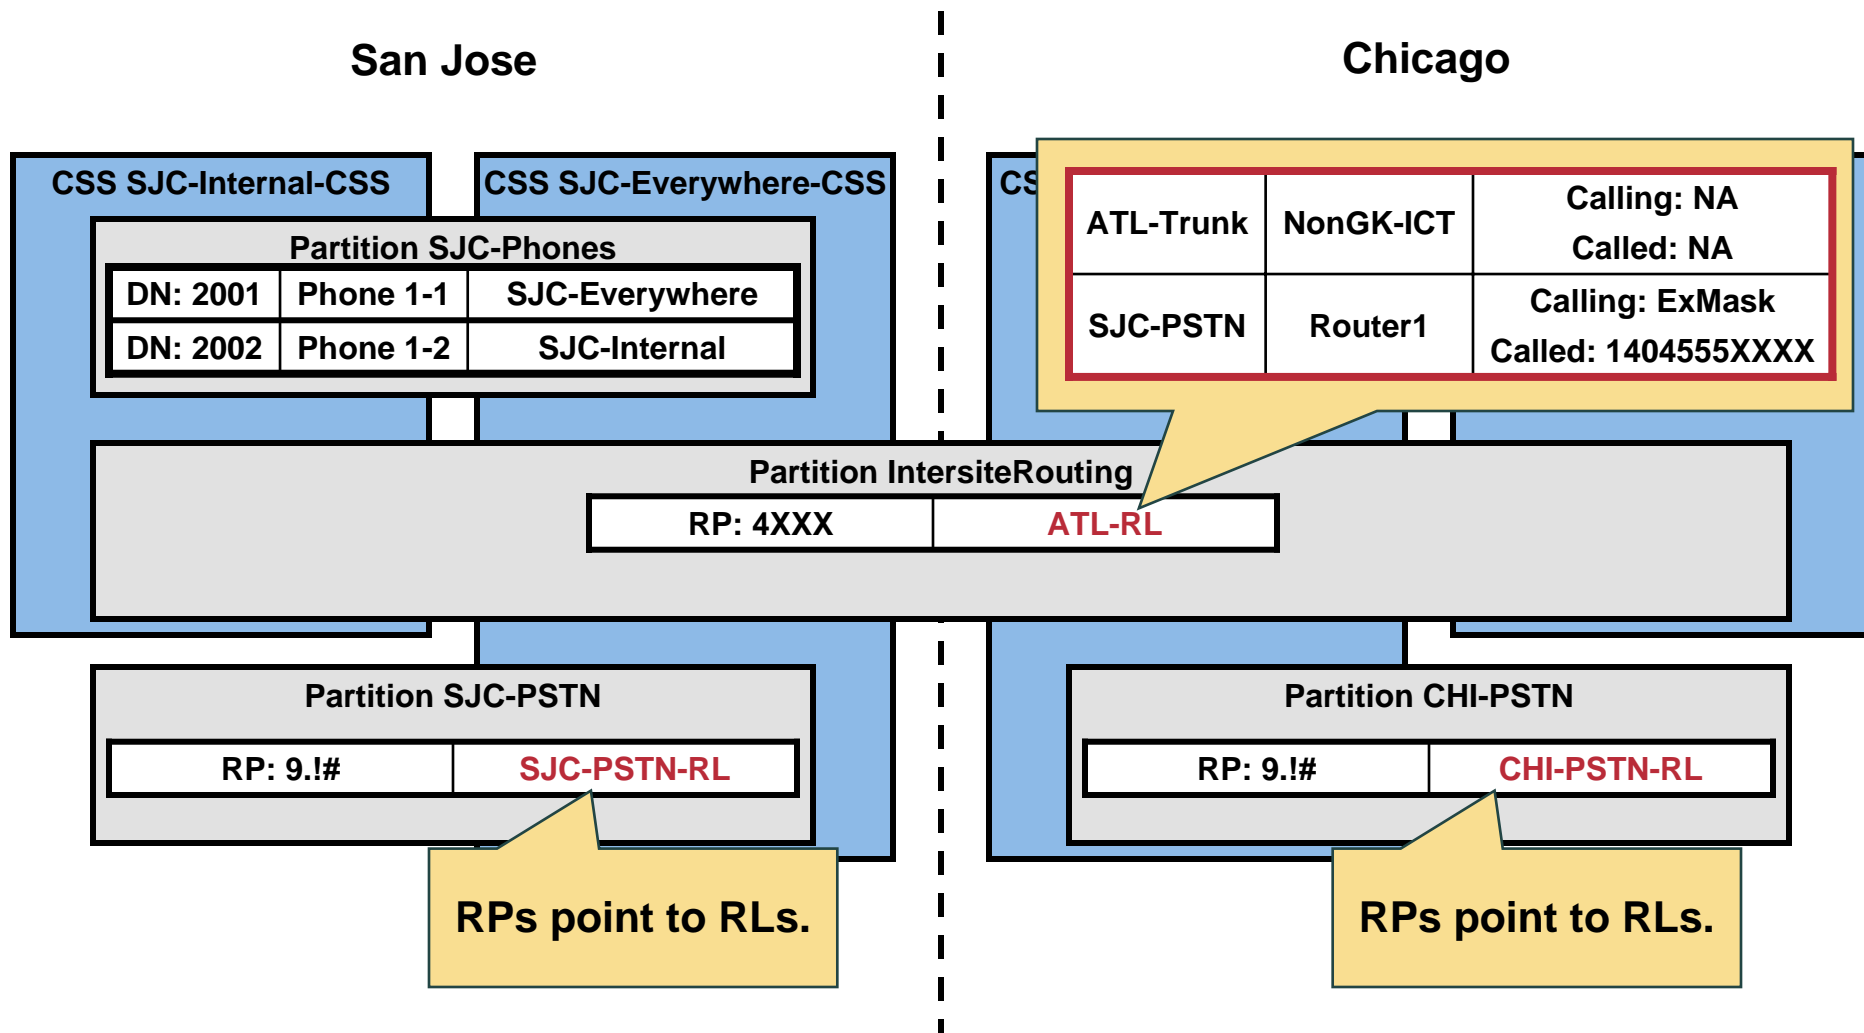 San Jose
Chicago
CSS SJC-Internal-CSS
CSS SJC-Everywhere-CSS
CS
Partition SJC-Phones
DN: 2001 Phone 1-1 SJC-Everywhere
DN: 2002 Phone 1-2 SJC-Internal
ATL-Trunk NonGK-ICT Calling: NA
Called: NA
SJC-PSTN Router1 Calling: ExMask
Called: 1404555XXXX
Partition IntersiteRouting
RP: 4XXX ATL-RL
Partition SJC-PSTN
RP: 9.!# SJC-PSTN-RL
RPs point to RLs.
Partition CHI-PSTN
RP: 9.!# CHI-PSTN-RL
RPs point to RLs.